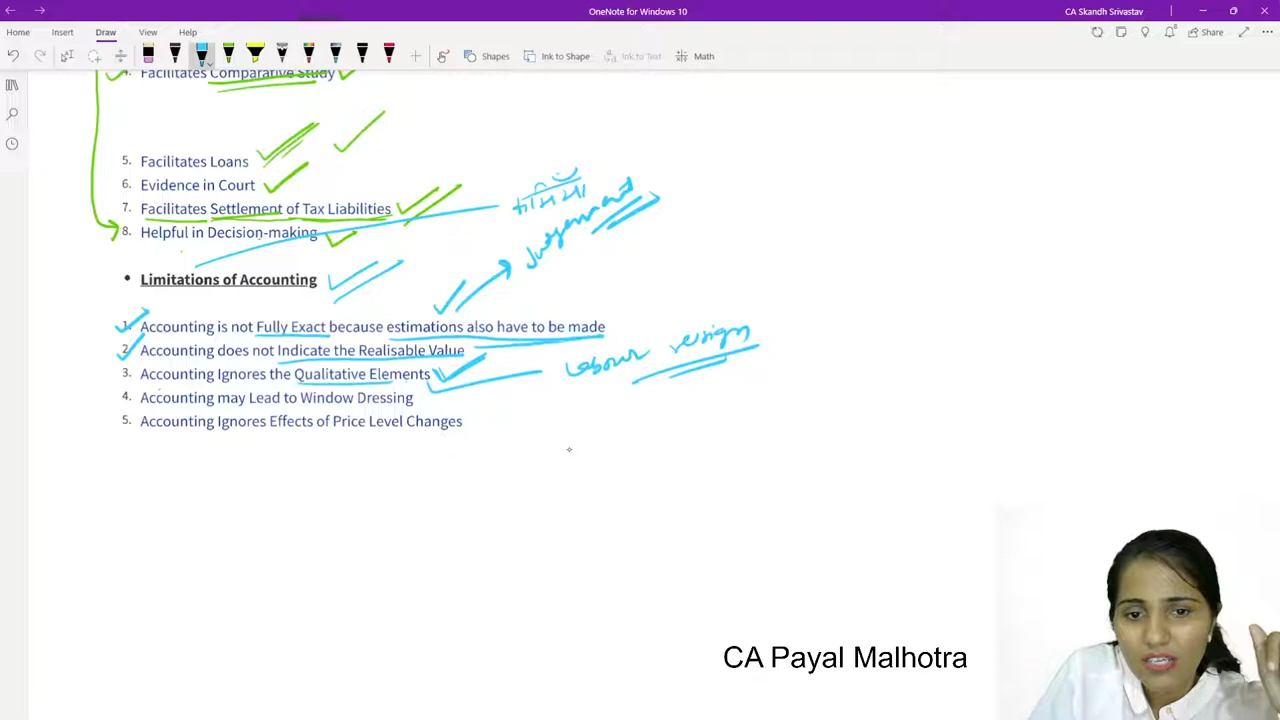 OneNote for Windows 10
CA Skandh Srivastav
Home Insert Draw View Help
Share
Shapes Ink to Shape Ink to Text Math
4. Facilitates Comparative Study
5. Facilitates Loans
6. Evidence in Court
7. Facilitates Settlement of Tax Liabilities
8. Helpful in Decision-making
Judgement
• Limitations of Accounting
1. Accounting is not Fully Exact because estimations also have to be made
2. Accounting does not Indicate the Realisable Value
3. Accounting Ignores the Qualitative Elements
Labour resign
4. Accounting may Lead to Window Dressing
5. Accounting Ignores Effects of Price Level Changes
CA Payal Malhotra